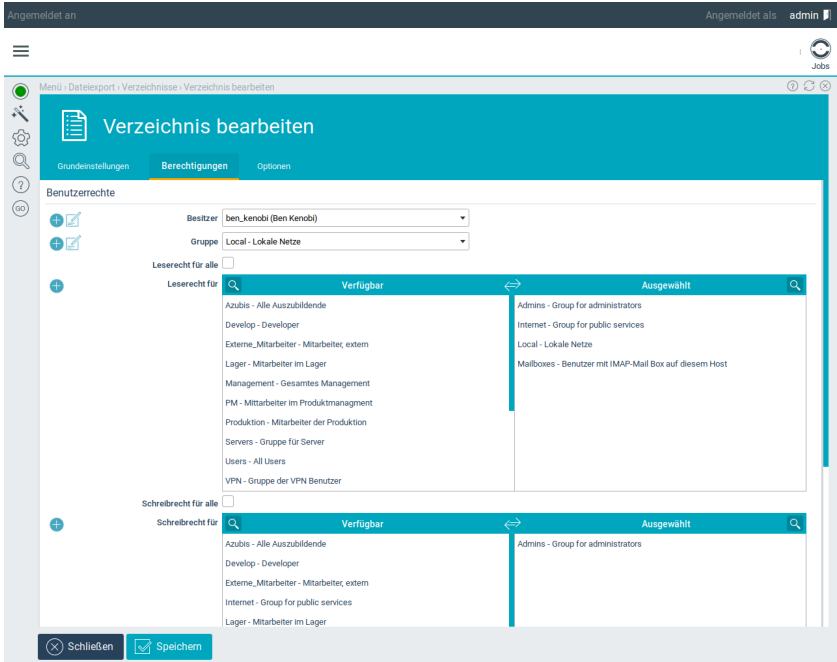 Angemeldet an
Angemeldet als admin
Jobs
Menü › Dateiexport › Verzeichnisse › Verzeichnis bearbeiten
Verzeichnis bearbeiten
Grundeinstellungen Berechtigungen Optionen
Benutzerrechte
Besitzer ben_kenobi (Ben Kenobi)
Gruppe Local - Lokale Netze
Leserecht für alle
Leserecht für Verfügbar Ausgewählt
Azubis - Alle Auszubildende Admins - Group for administrators
Develop - Developer Internet - Group for public services
Externe_Mitarbeiter - Mitarbeiter, extern Local - Lokale Netze
Lager - Mitarbeiter im Lager Mailboxes - Benutzer mit IMAP-Mail Box auf diesem Host
Management - Gesamtes Management
PM - Mittarbeiter im Produktmanagment
Produktion - Mitarbeiter der Produktion
Servers - Gruppe für Server
Users - All Users
VPN - Gruppe der VPN Benutzer
Schreibrecht für alle
Schreibrecht für Verfügbar Ausgewählt
Azubis - Alle Auszubildende Admins - Group for administrators
Develop - Developer
Externe_Mitarbeiter - Mitarbeiter, extern
Internet - Group for public services
Lager - Mitarbeiter im Lager
GO
Schließen Speichern